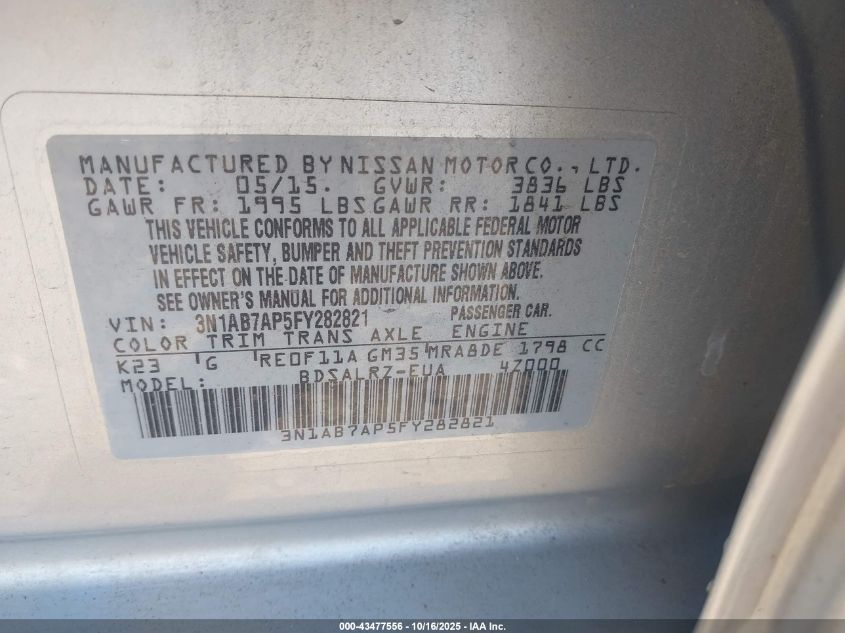 MANUFACTURED BY NISSAN MOTOR CO., LTD.
DATE: 05/15. GVWR: 3836 LBS
GAWR FR: 1995 LBS GAWR RR: 1841 LBS
THIS VEHICLE CONFORMS TO ALL APPLICABLE FEDERAL MOTOR
VEHICLE SAFETY, BUMPER AND THEFT PREVENTION STANDARDS
IN EFFECT ON THE DATE OF MANUFACTURE SHOWN ABOVE.
SEE OWNER'S MANUAL FOR ADDITIONAL INFORMATION.
VIN: 3N1AB7AP5FY282821 PASSENGER CAR.
COLOR TRIM TRANS AXLE ENGINE
K23 G RE0F11A GM35 MRA8DE 1798 CC
MODEL: BDSALRZ-EUA 4Z000
3N1AB7AP5FY282821
000-43477556 - 10/16/2025 - IAA Inc.